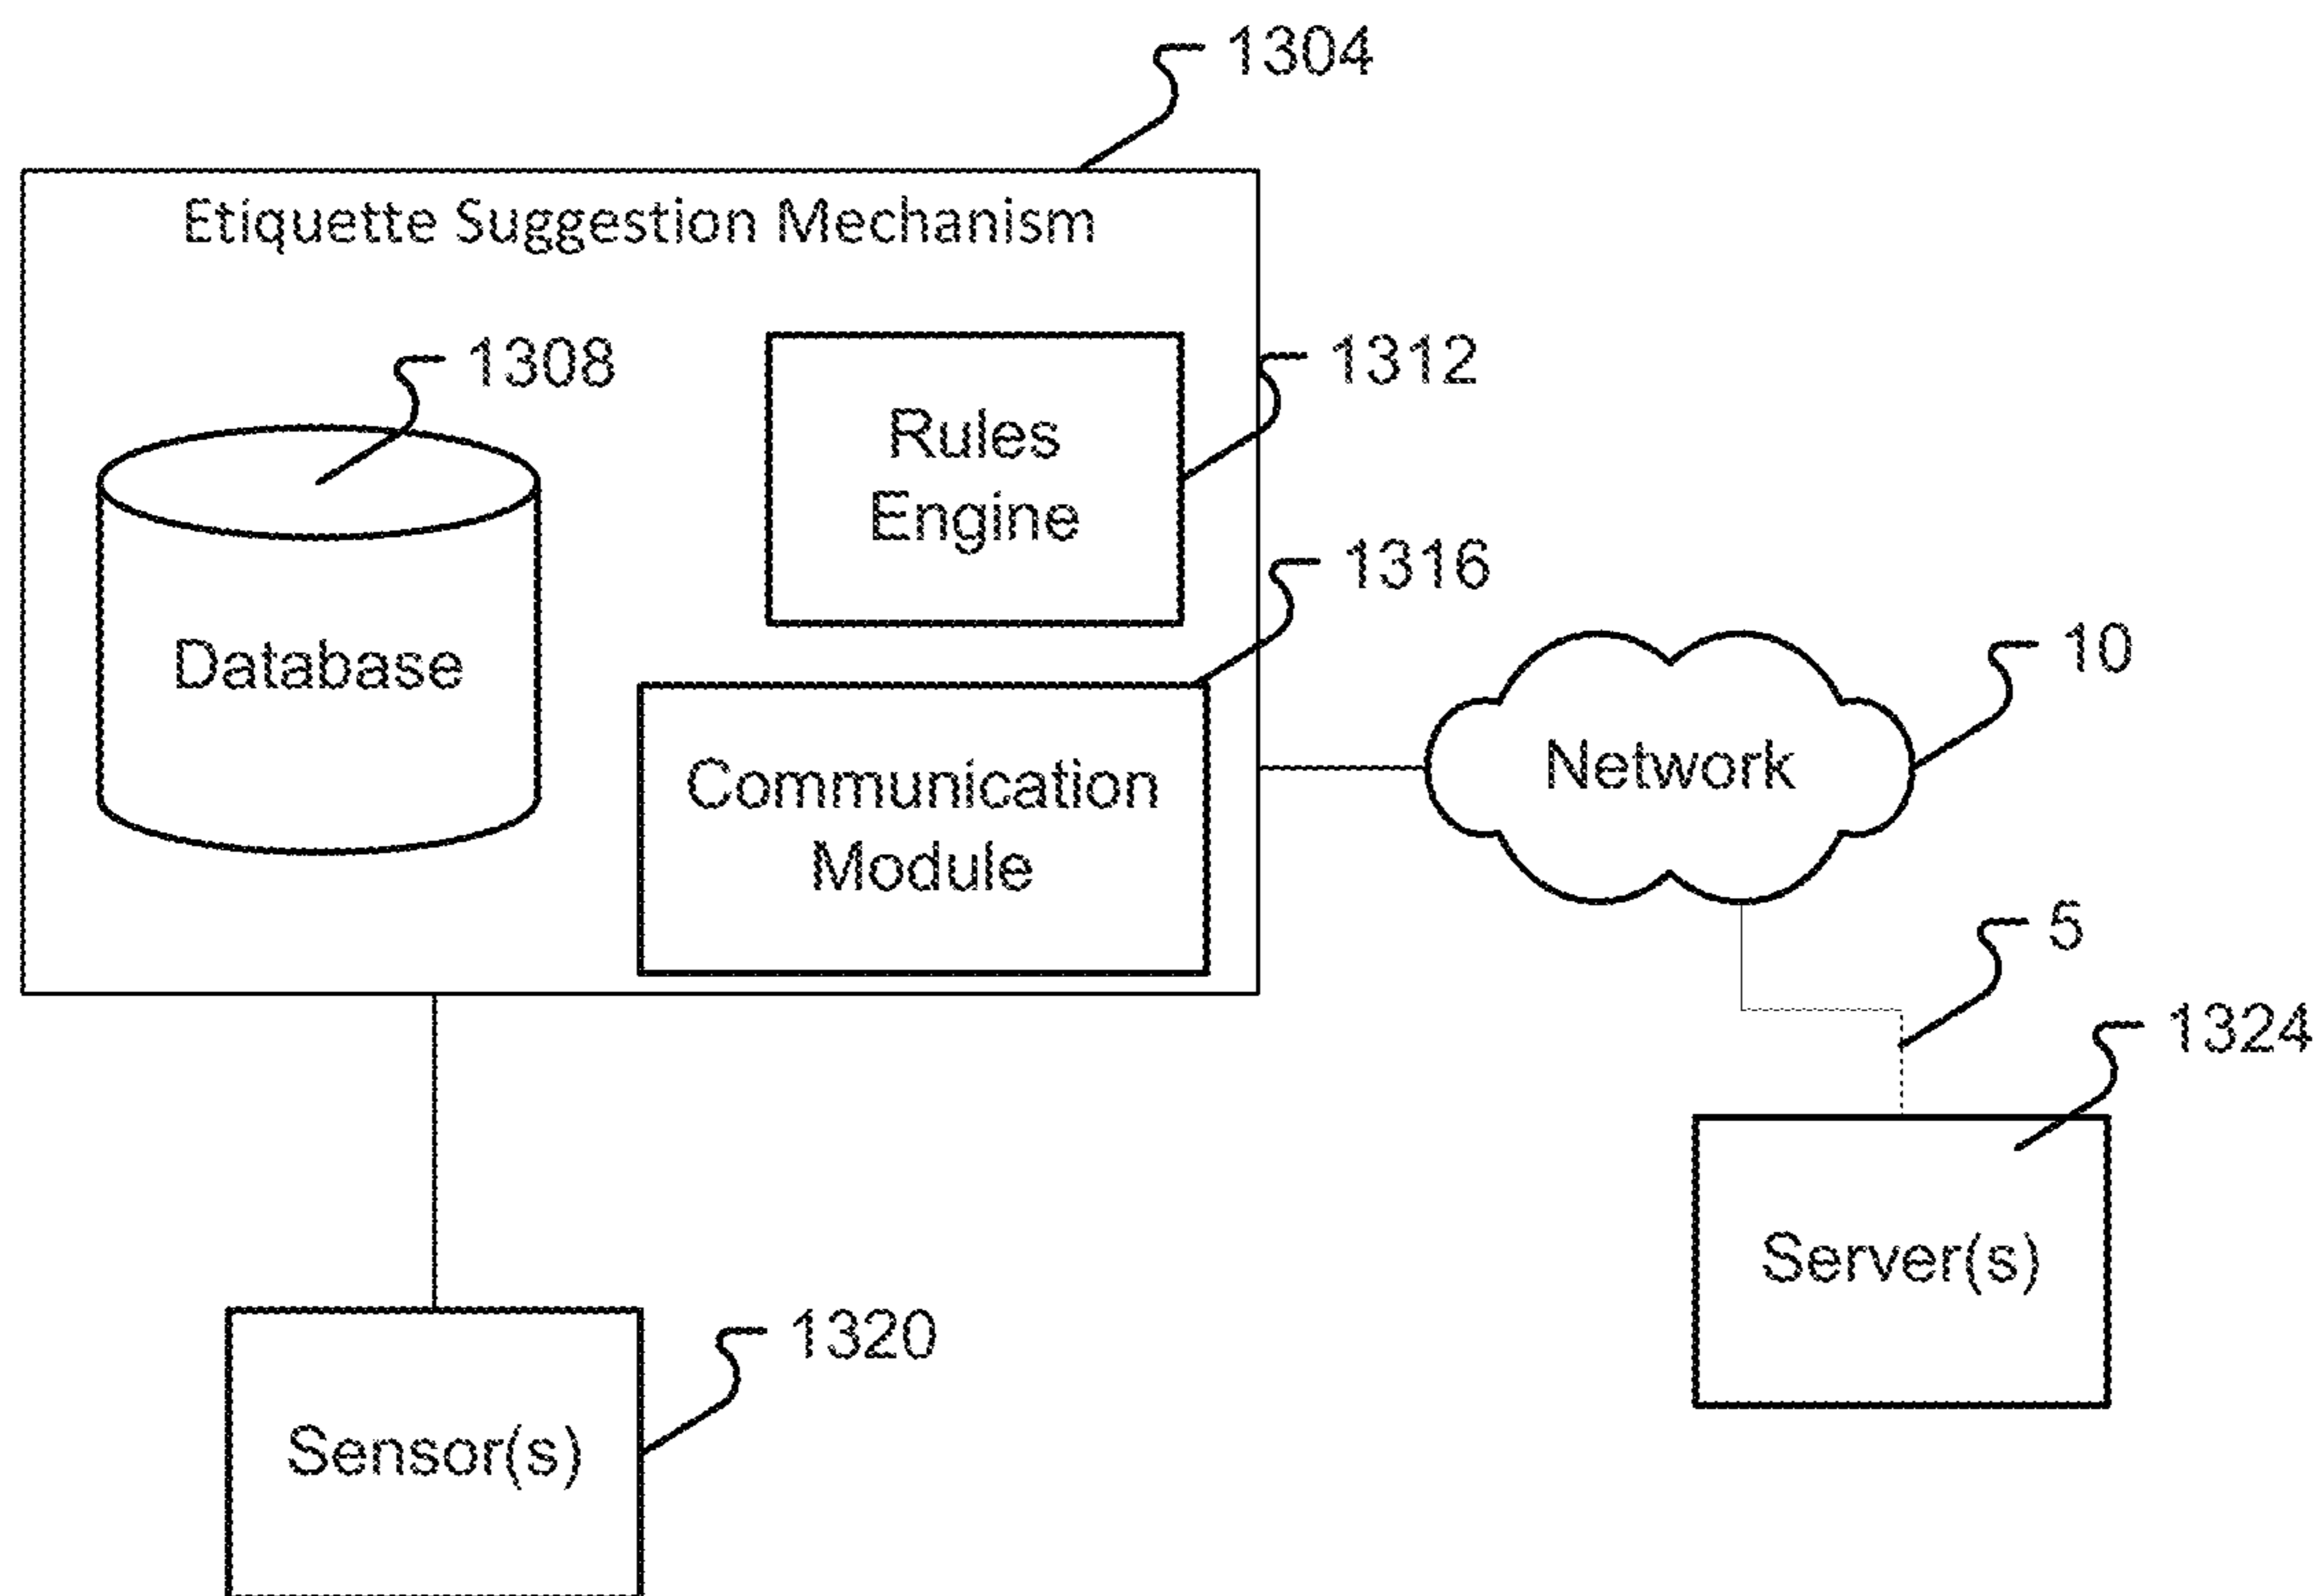 1304
Etiquette Suggestion Mechanism
1308
1312
Rules
Engine
1316
Database
10
Communication
Module
Network
5
1324
Server(s)
1320
Sensor(s)